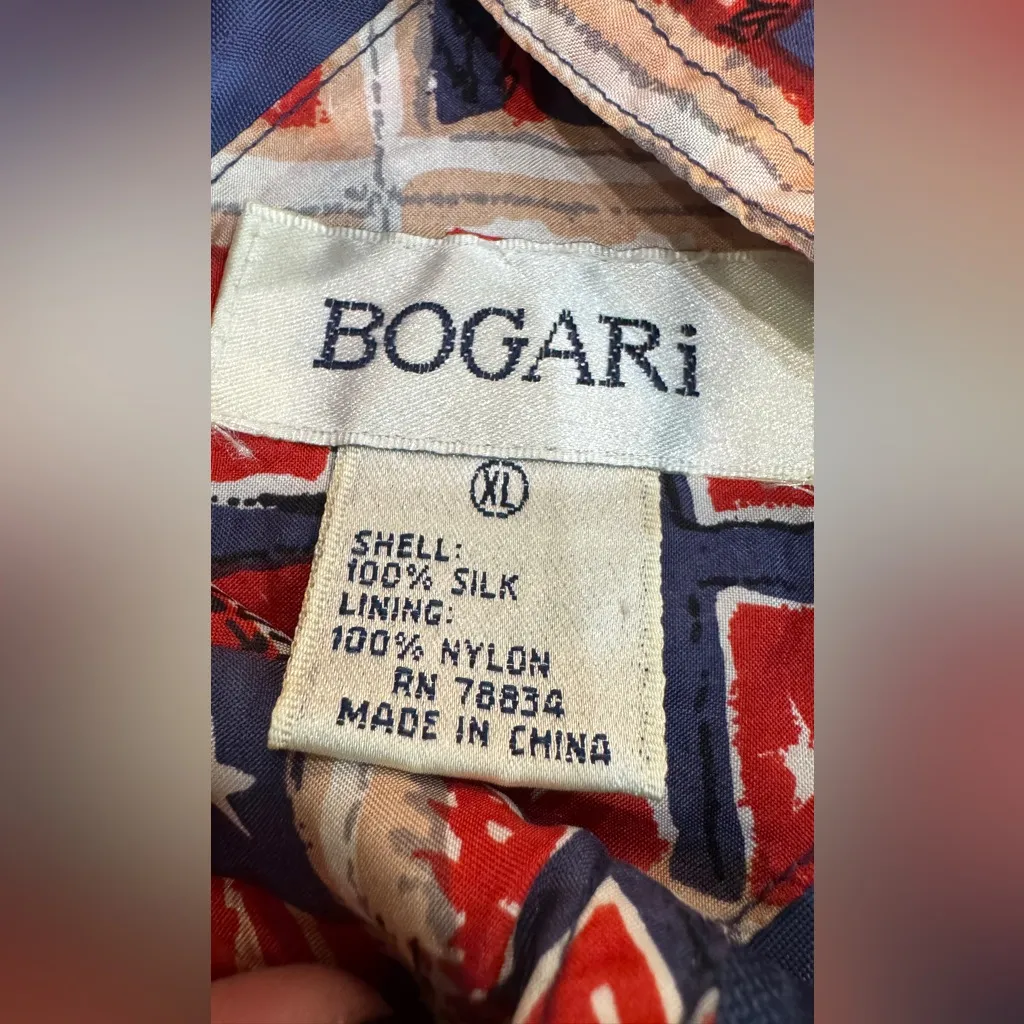 BOGARi
XL
SHELL:
100% SILK
LINING:
100% NYLON
RN 78834
MADE IN CHINA